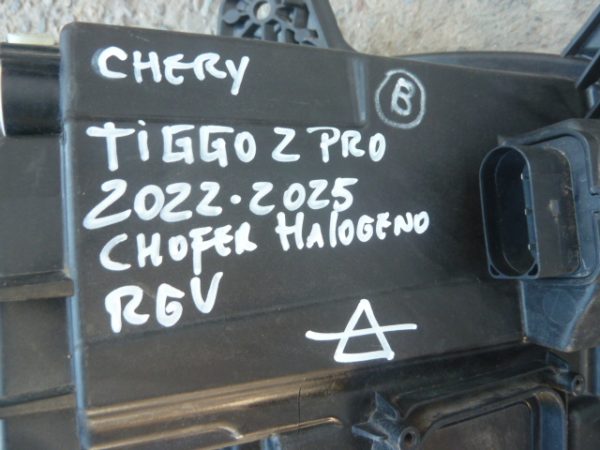 CHERY
B
TIGGO 2 PRO
2022.2025
CHOFER HALOGENO
RGV
A